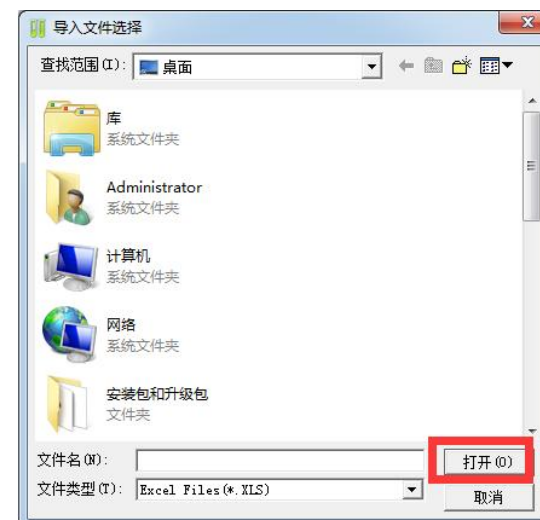 导入文件选择
查找范围(I): 桌面
库
系统文件夹
Administrator
系统文件夹
计算机
系统文件夹
网络
系统文件夹
安装包和升级包
文件夹
文件名(N): 打开(O)
文件类型(T): Excel Files(*.XLS) 取消